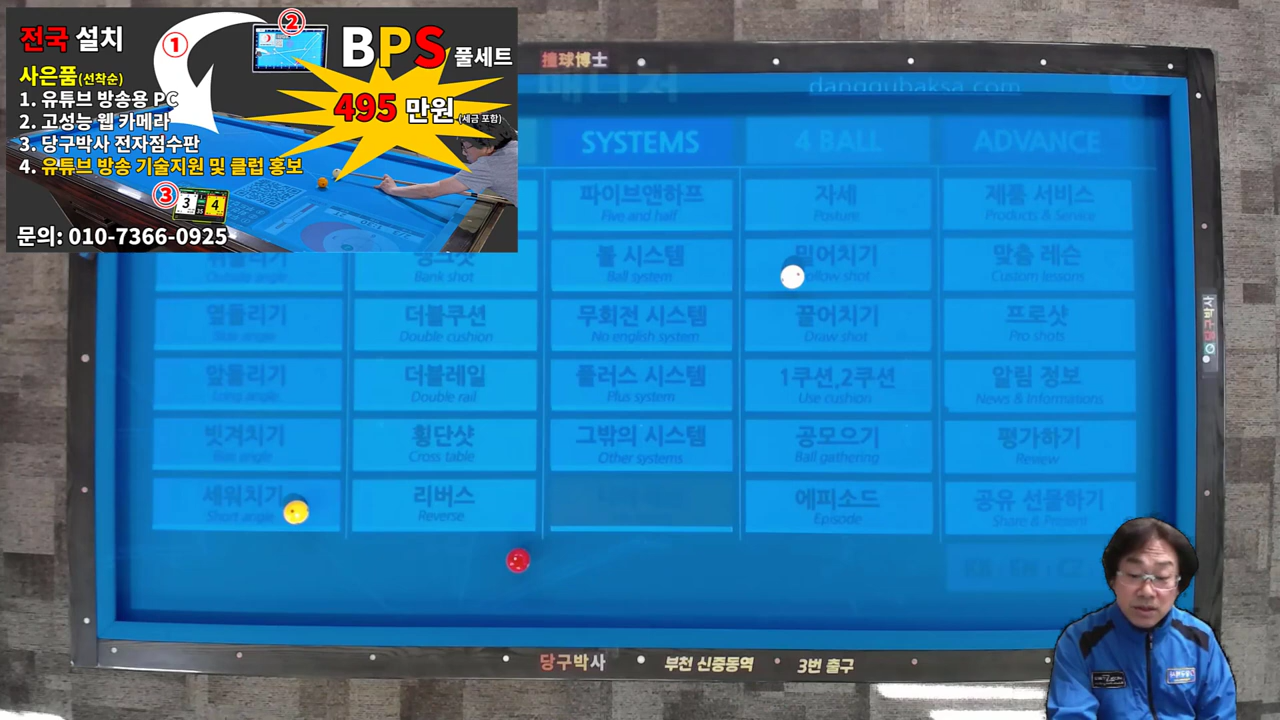 전국 설치
사은품(선착순)
1. 유튜브 방송용 PC
2. 고성능 웹 카메라
3. 당구박사 전자점수판
4. 유튜브 방송 기술지원 및 클럽 홍보
문의: 010-7366-0925
1
2
3
BPS 풀세트
495 만원 (세금 포함)
3 4
撞球博士
danggubaksa.com
SYSTEMS
4 BALL
ADVANCE
파이브앤하프
Five and half
자세
Posture
제품 서비스
Products & Service
Bank shot
볼 시스템
Ball system
밀어치기
맞춤 레슨
Custom lesions
옆돌리기
Side angle
더블쿠션
Double cushion
무회전 시스템
No english system
끌어치기
Draw shot
프로샷
Pro shots
앞돌리기
Long angle
더블레일
Double rail
플러스 시스템
Plus system
1쿠션,2쿠션
Use cushion
알림 정보
News & Informations
빗겨치기
횡단샷
Cross table
그밖의 시스템
Other systems
공모으기
Ball gathering
평가하기
Review
세워치기
Short angle
리버스
Reverse
에피소드
Episode
공유 선물하기
Share & Present
당구박사
당구박사
부천 신중동역
3번 출구